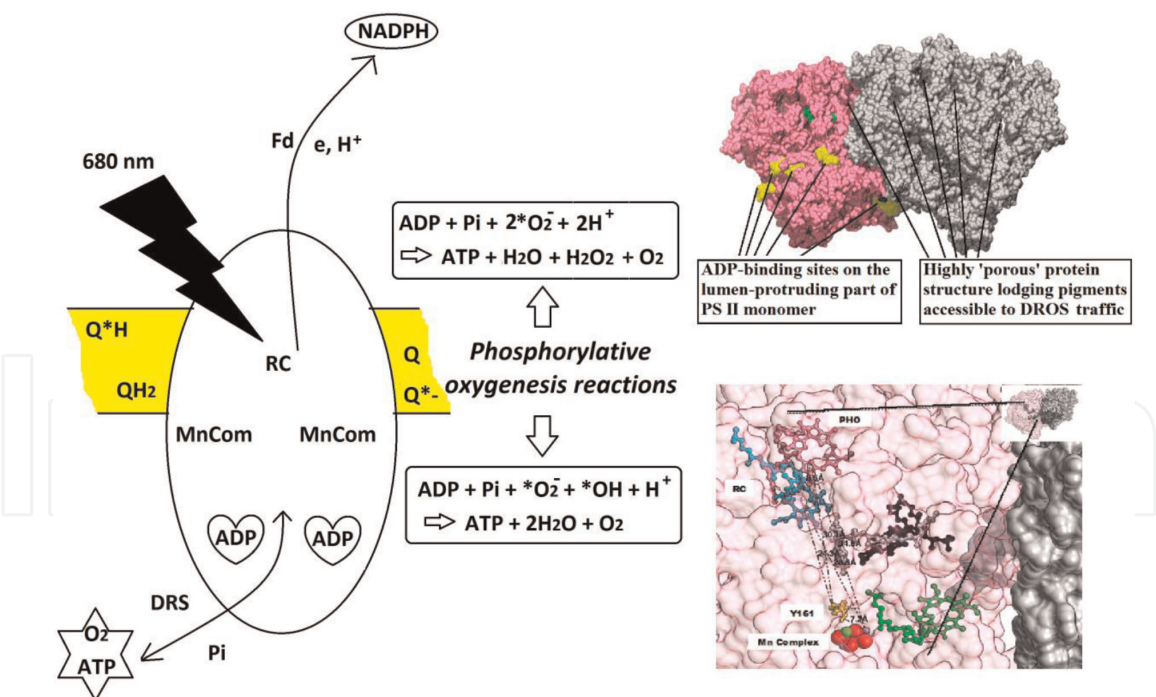 NADPH
Fd e, H+
680 nm
Q*H
QH2
RC
Q
Q*-
MnCom MnCom
ADP ADP
DRS
Pi
O2
ATP
ADP + Pi + 2*O2- + 2H+
⇨ ATP + H2O + H2O2 + O2
Phosphorylative
oxygenesis reactions
ADP + Pi + *O2- + *OH + H+
⇨ ATP + 2H2O + O2
ADP-binding sites on the
lumen-protruding part of
PS II monomer
Highly 'porous' protein
structure lodging pigments
accessible to DROS traffic
PHO
RC
Y161
Mn Complex